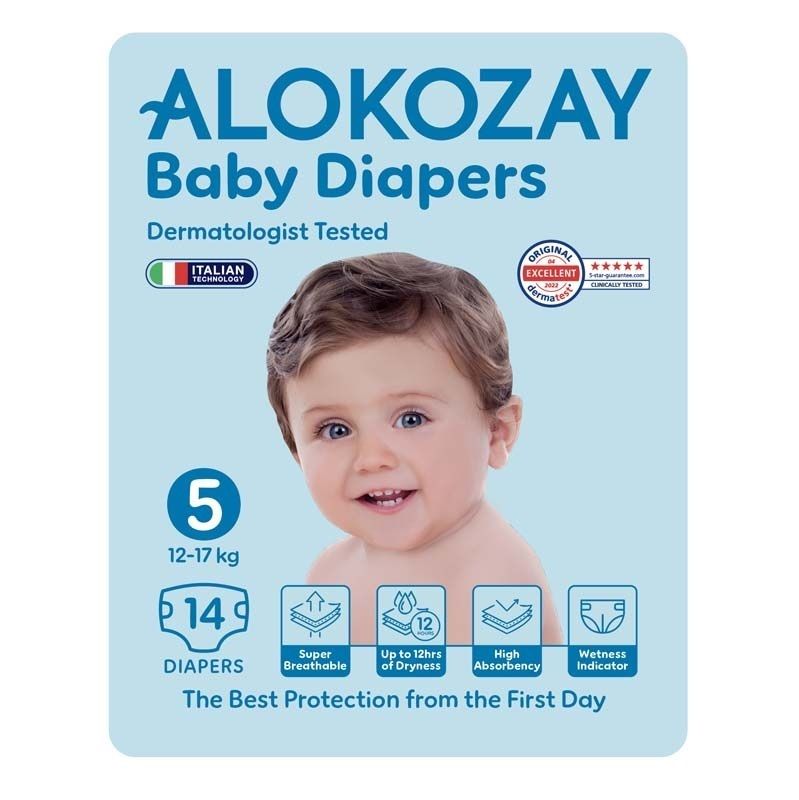 ALOKOZAY
Baby Diapers
Dermatologist Tested
ITALIAN
TECHNOLOGY
ORIGINAL
04
EXCELLENT
2022
dermatest
5-star-guarantee.com
CLINICALLY TESTED
5
12-17 kg
14
DIAPERS
Super
Breathable
12
HOURS
Up to 12hrs
of Dryness
High
Absorbency
Wetness
Indicator
The Best Protection from the First Day